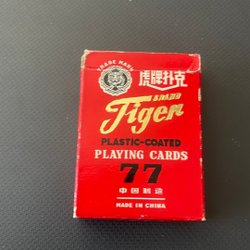 TRADE MARK
虎牌扑克
BRAND
Tiger
PLASTIC-COATED
PLAYING CARDS
77
中国制造
MADE IN CHINA